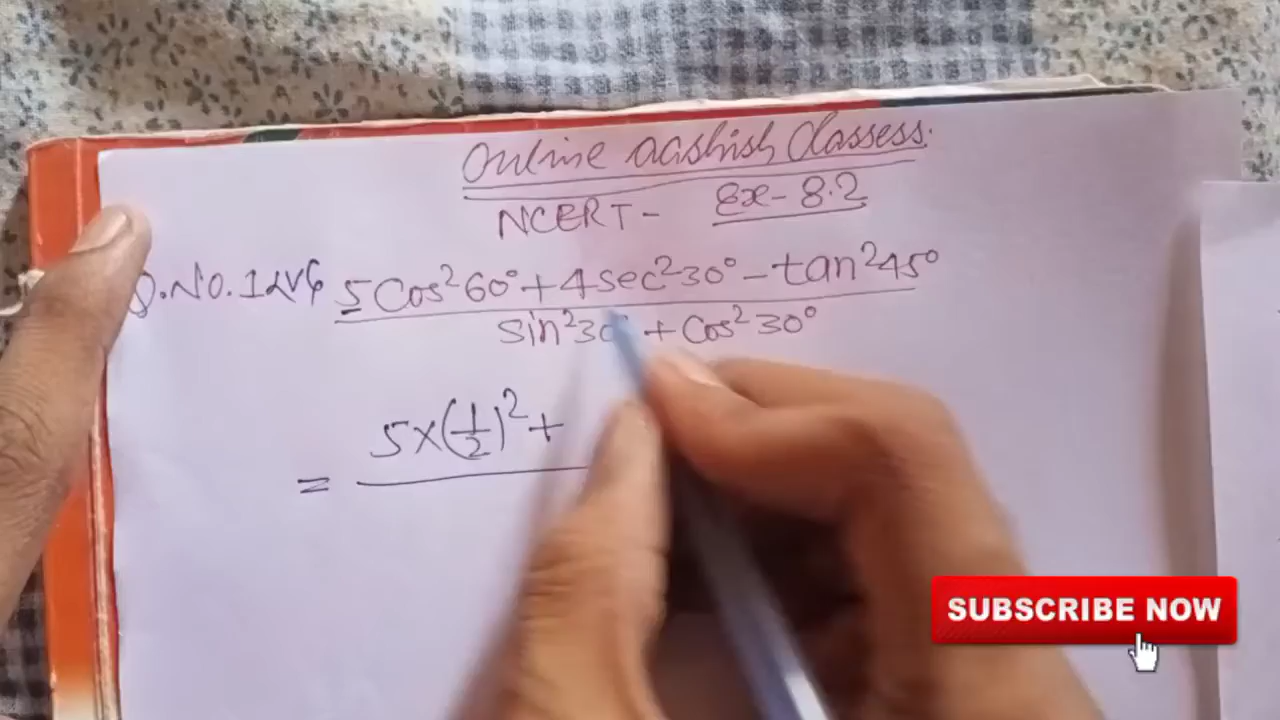 Online aashish Classess.
NCERT - Ex - 8.2
Q.No.1 5Cos²60° + 4sec²30° - tan²45°
sin²30° + Cos²30°
= 5×(1/2)² +
SUBSCRIBE NOW